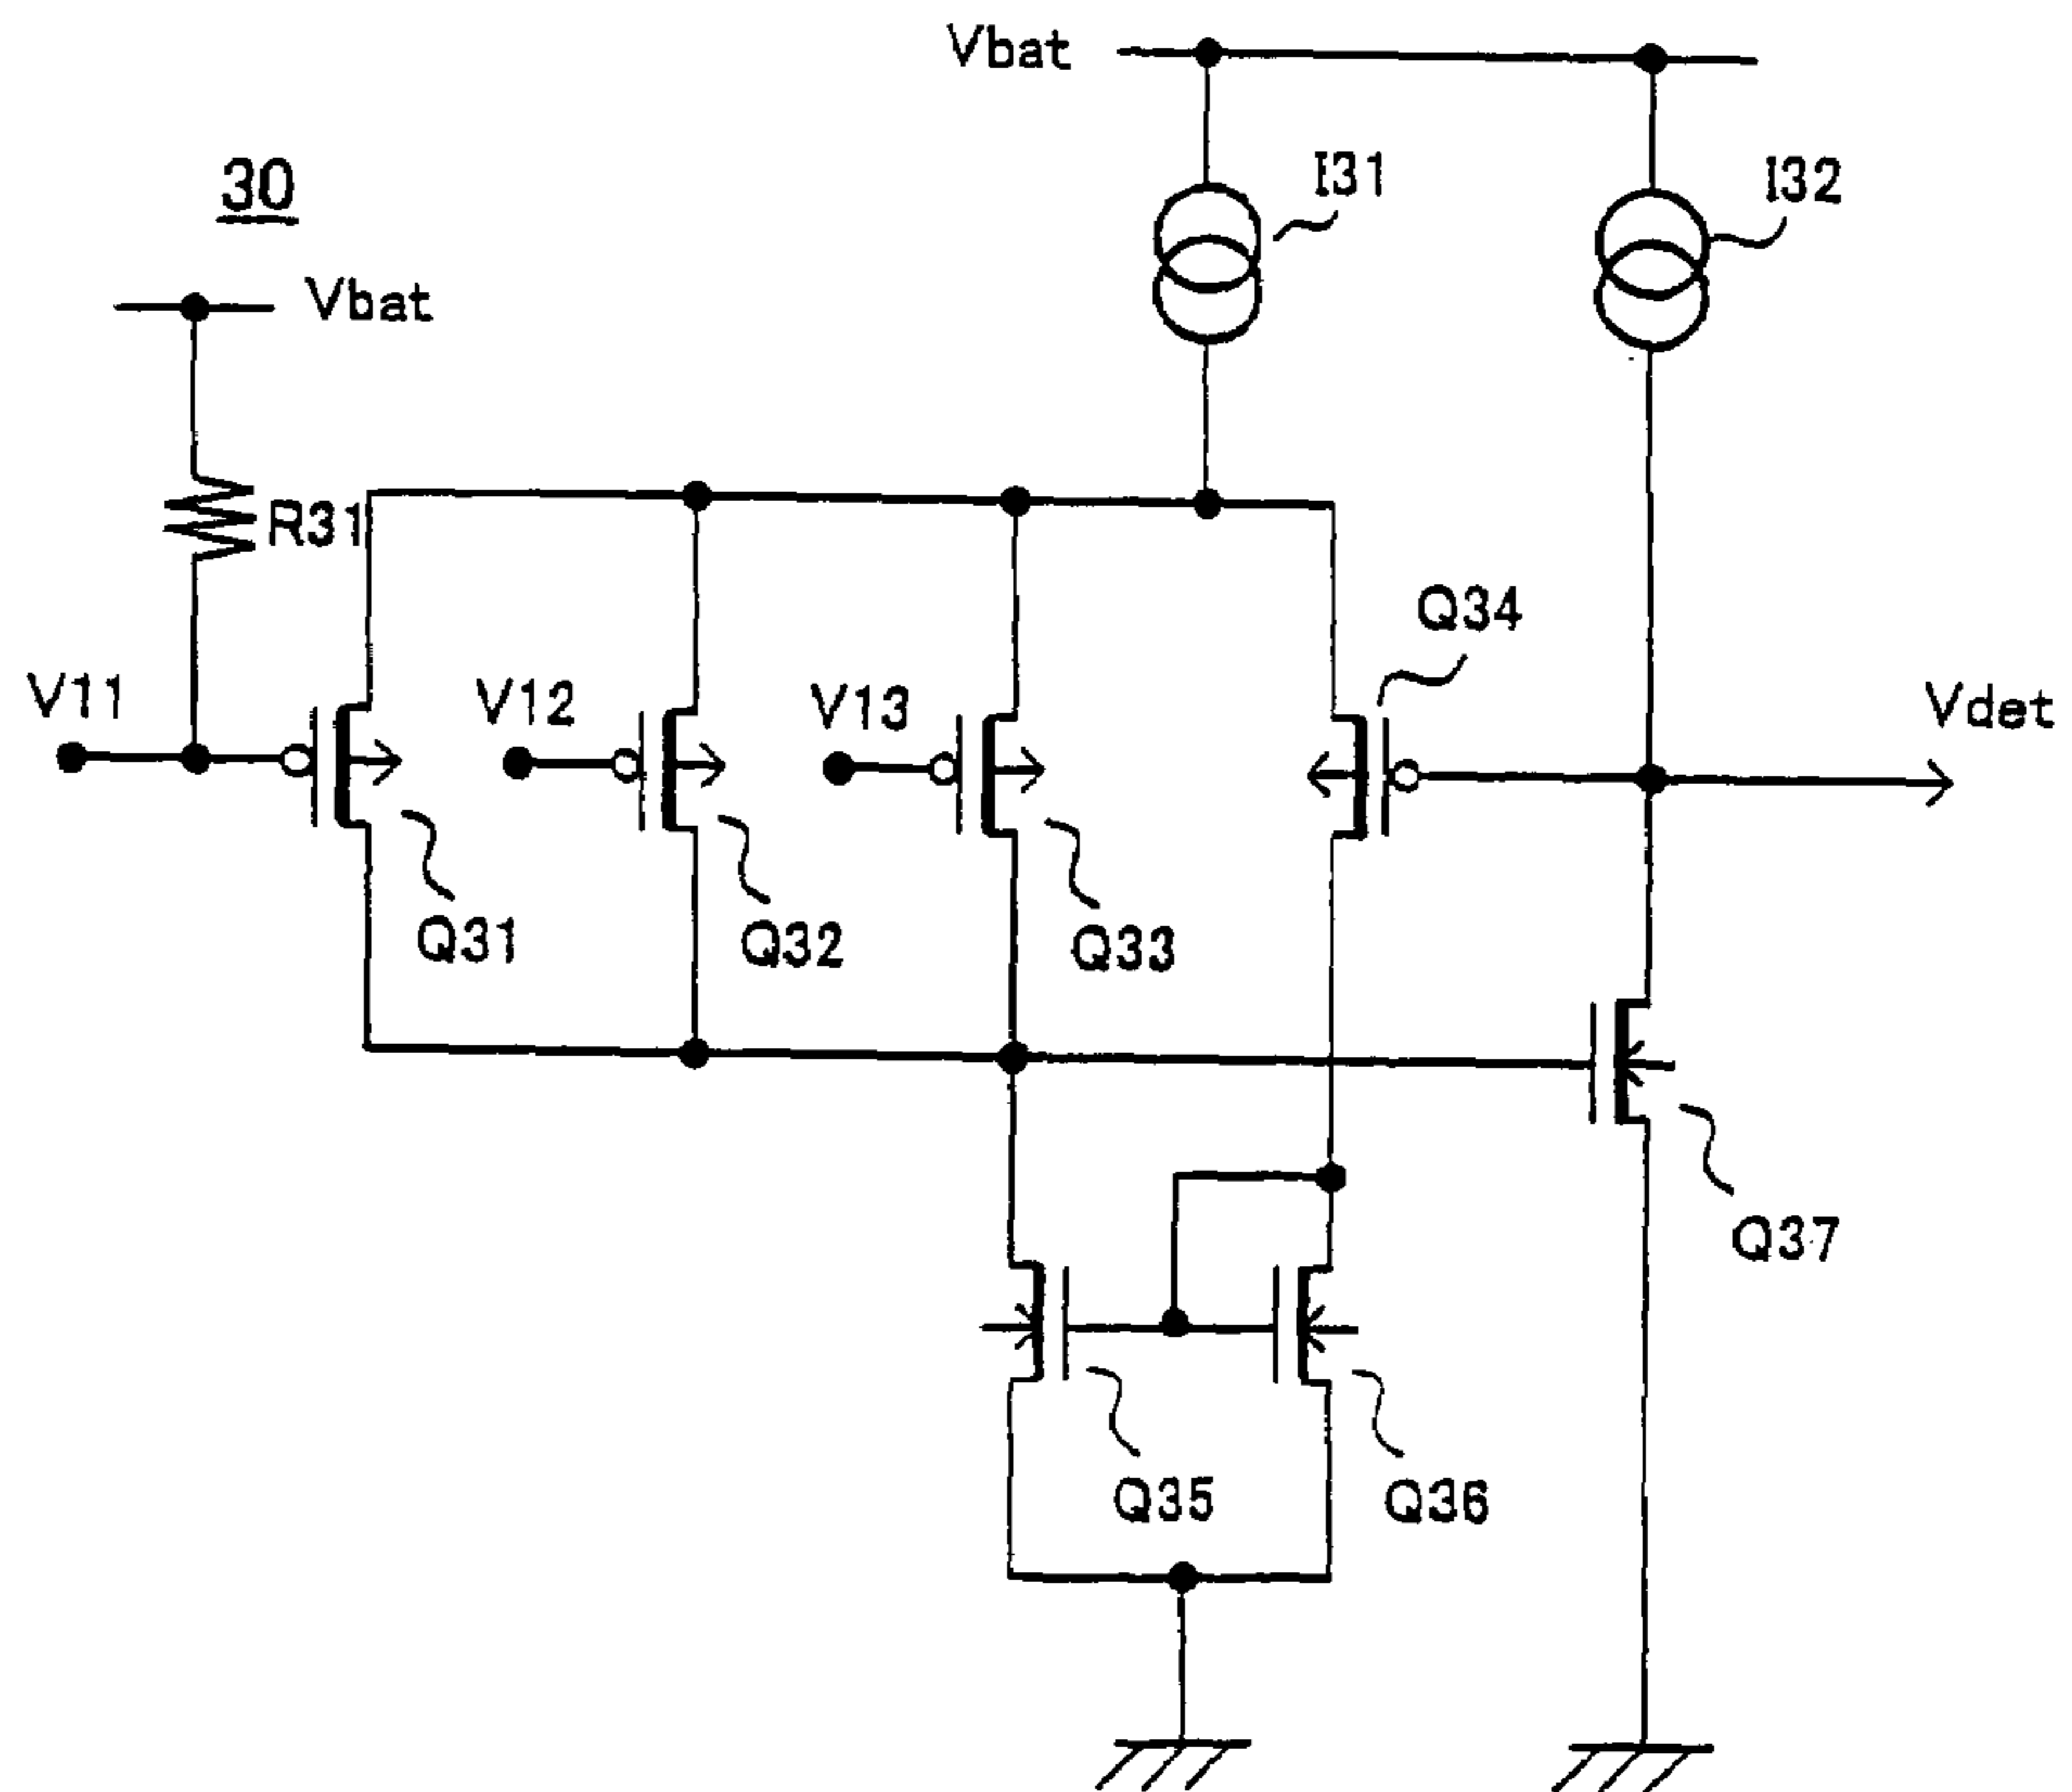 Vbat
I31
I32
30
Vbat
R31
Q34
V11
V12
V13
Vdet
Q31
Q32
Q33
Q37
Q35
Q36